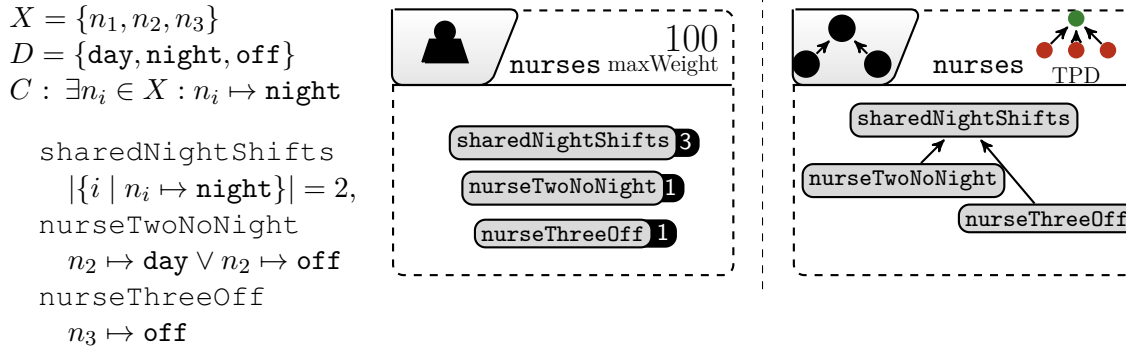 X = {n₁, n₂, n₃}
D = {day, night, off}
C : ∃nᵢ ∈ X : nᵢ ↦ night
sharedNightShifts
|{i | nᵢ ↦ night}| = 2,
nurseTwoNoNight
n₂ ↦ day ∨ n₂ ↦ off
nurseThreeOff
n₃ ↦ off
100
nurses maxWeight
sharedNightShifts 3
nurseTwoNoNight 1
nurseThreeOff 1
nurses TPD
sharedNightShifts
nurseTwoNoNight
nurseThreeOff